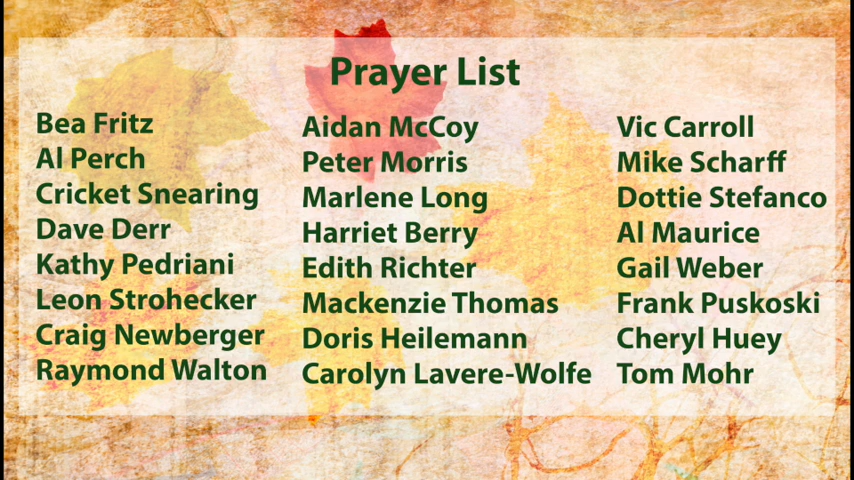 Prayer List
Bea Fritz
Al Perch
Cricket Snearing
Dave Derr
Kathy Pedriani
Leon Strohecker
Craig Newberger
Raymond Walton
Aidan McCoy
Peter Morris
Marlene Long
Harriet Berry
Edith Richter
Mackenzie Thomas
Doris Heilemann
Carolyn Lavere-Wolfe
Vic Carroll
Mike Scharff
Dottie Stefanco
Al Maurice
Gail Weber
Frank Puskoski
Cheryl Huey
Tom Mohr